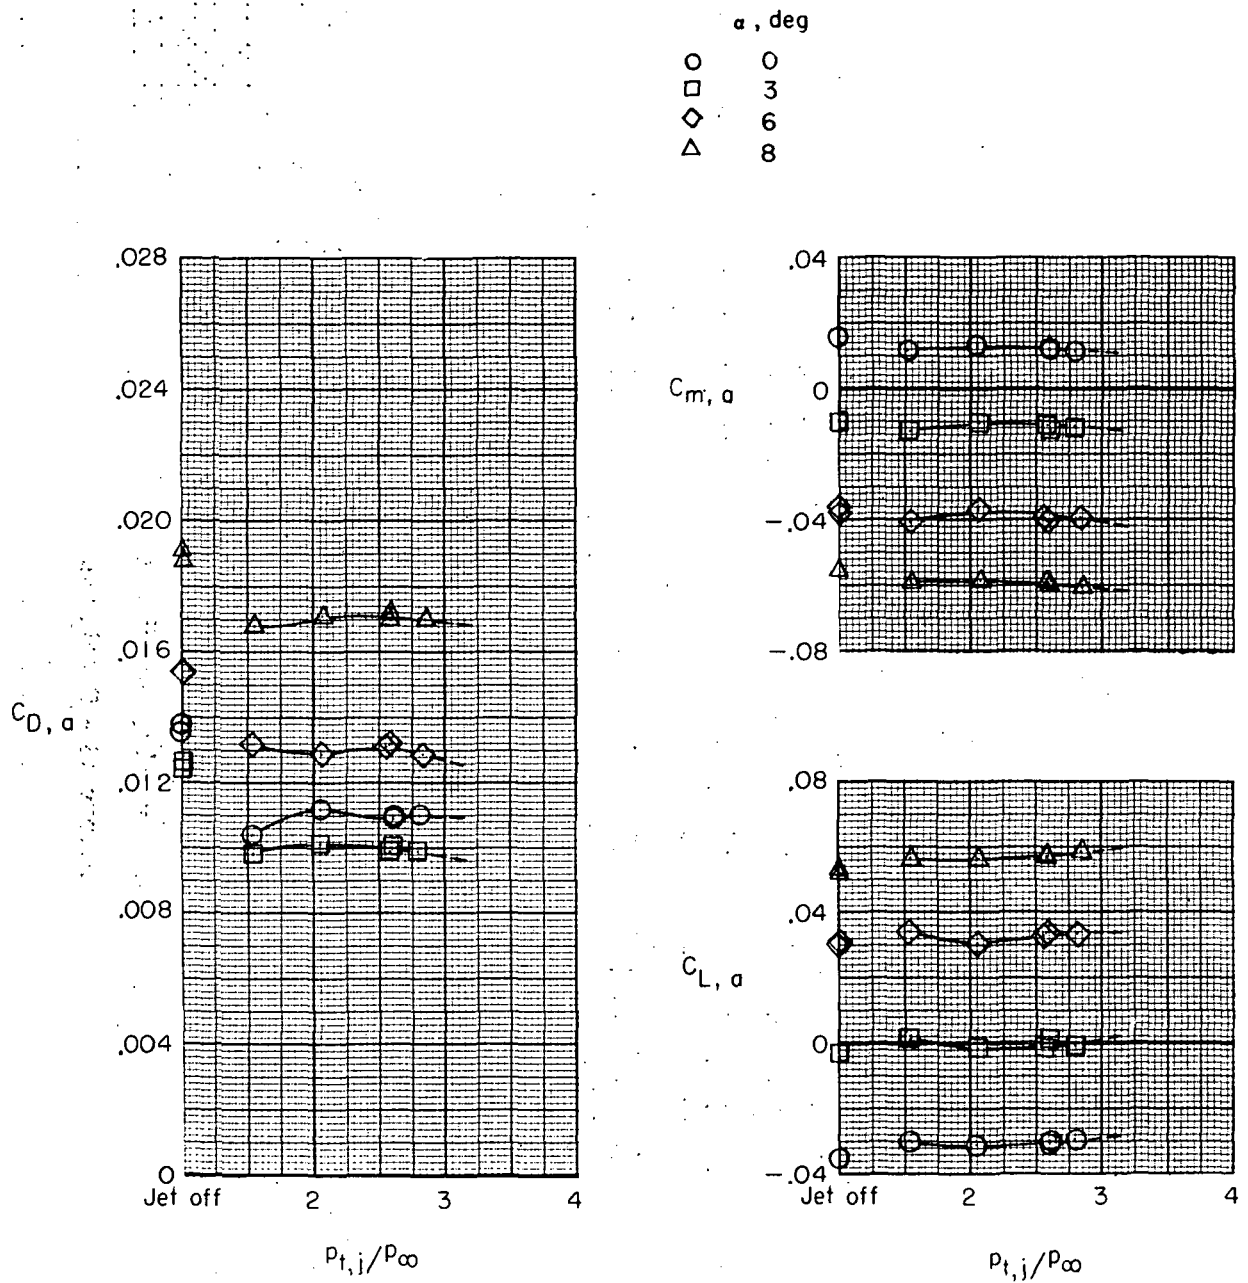 α, deg
0
3
6
8
.028
.024
.020
.016
.012
.008
.004
0
C_D, a
Jet off 2 3 4
p_t,j/p_∞
.04
0
-.04
-.08
C_m, a
.08
.04
0
-.04
C_L, a
Jet off 2 3 4
p_t,j/p_∞